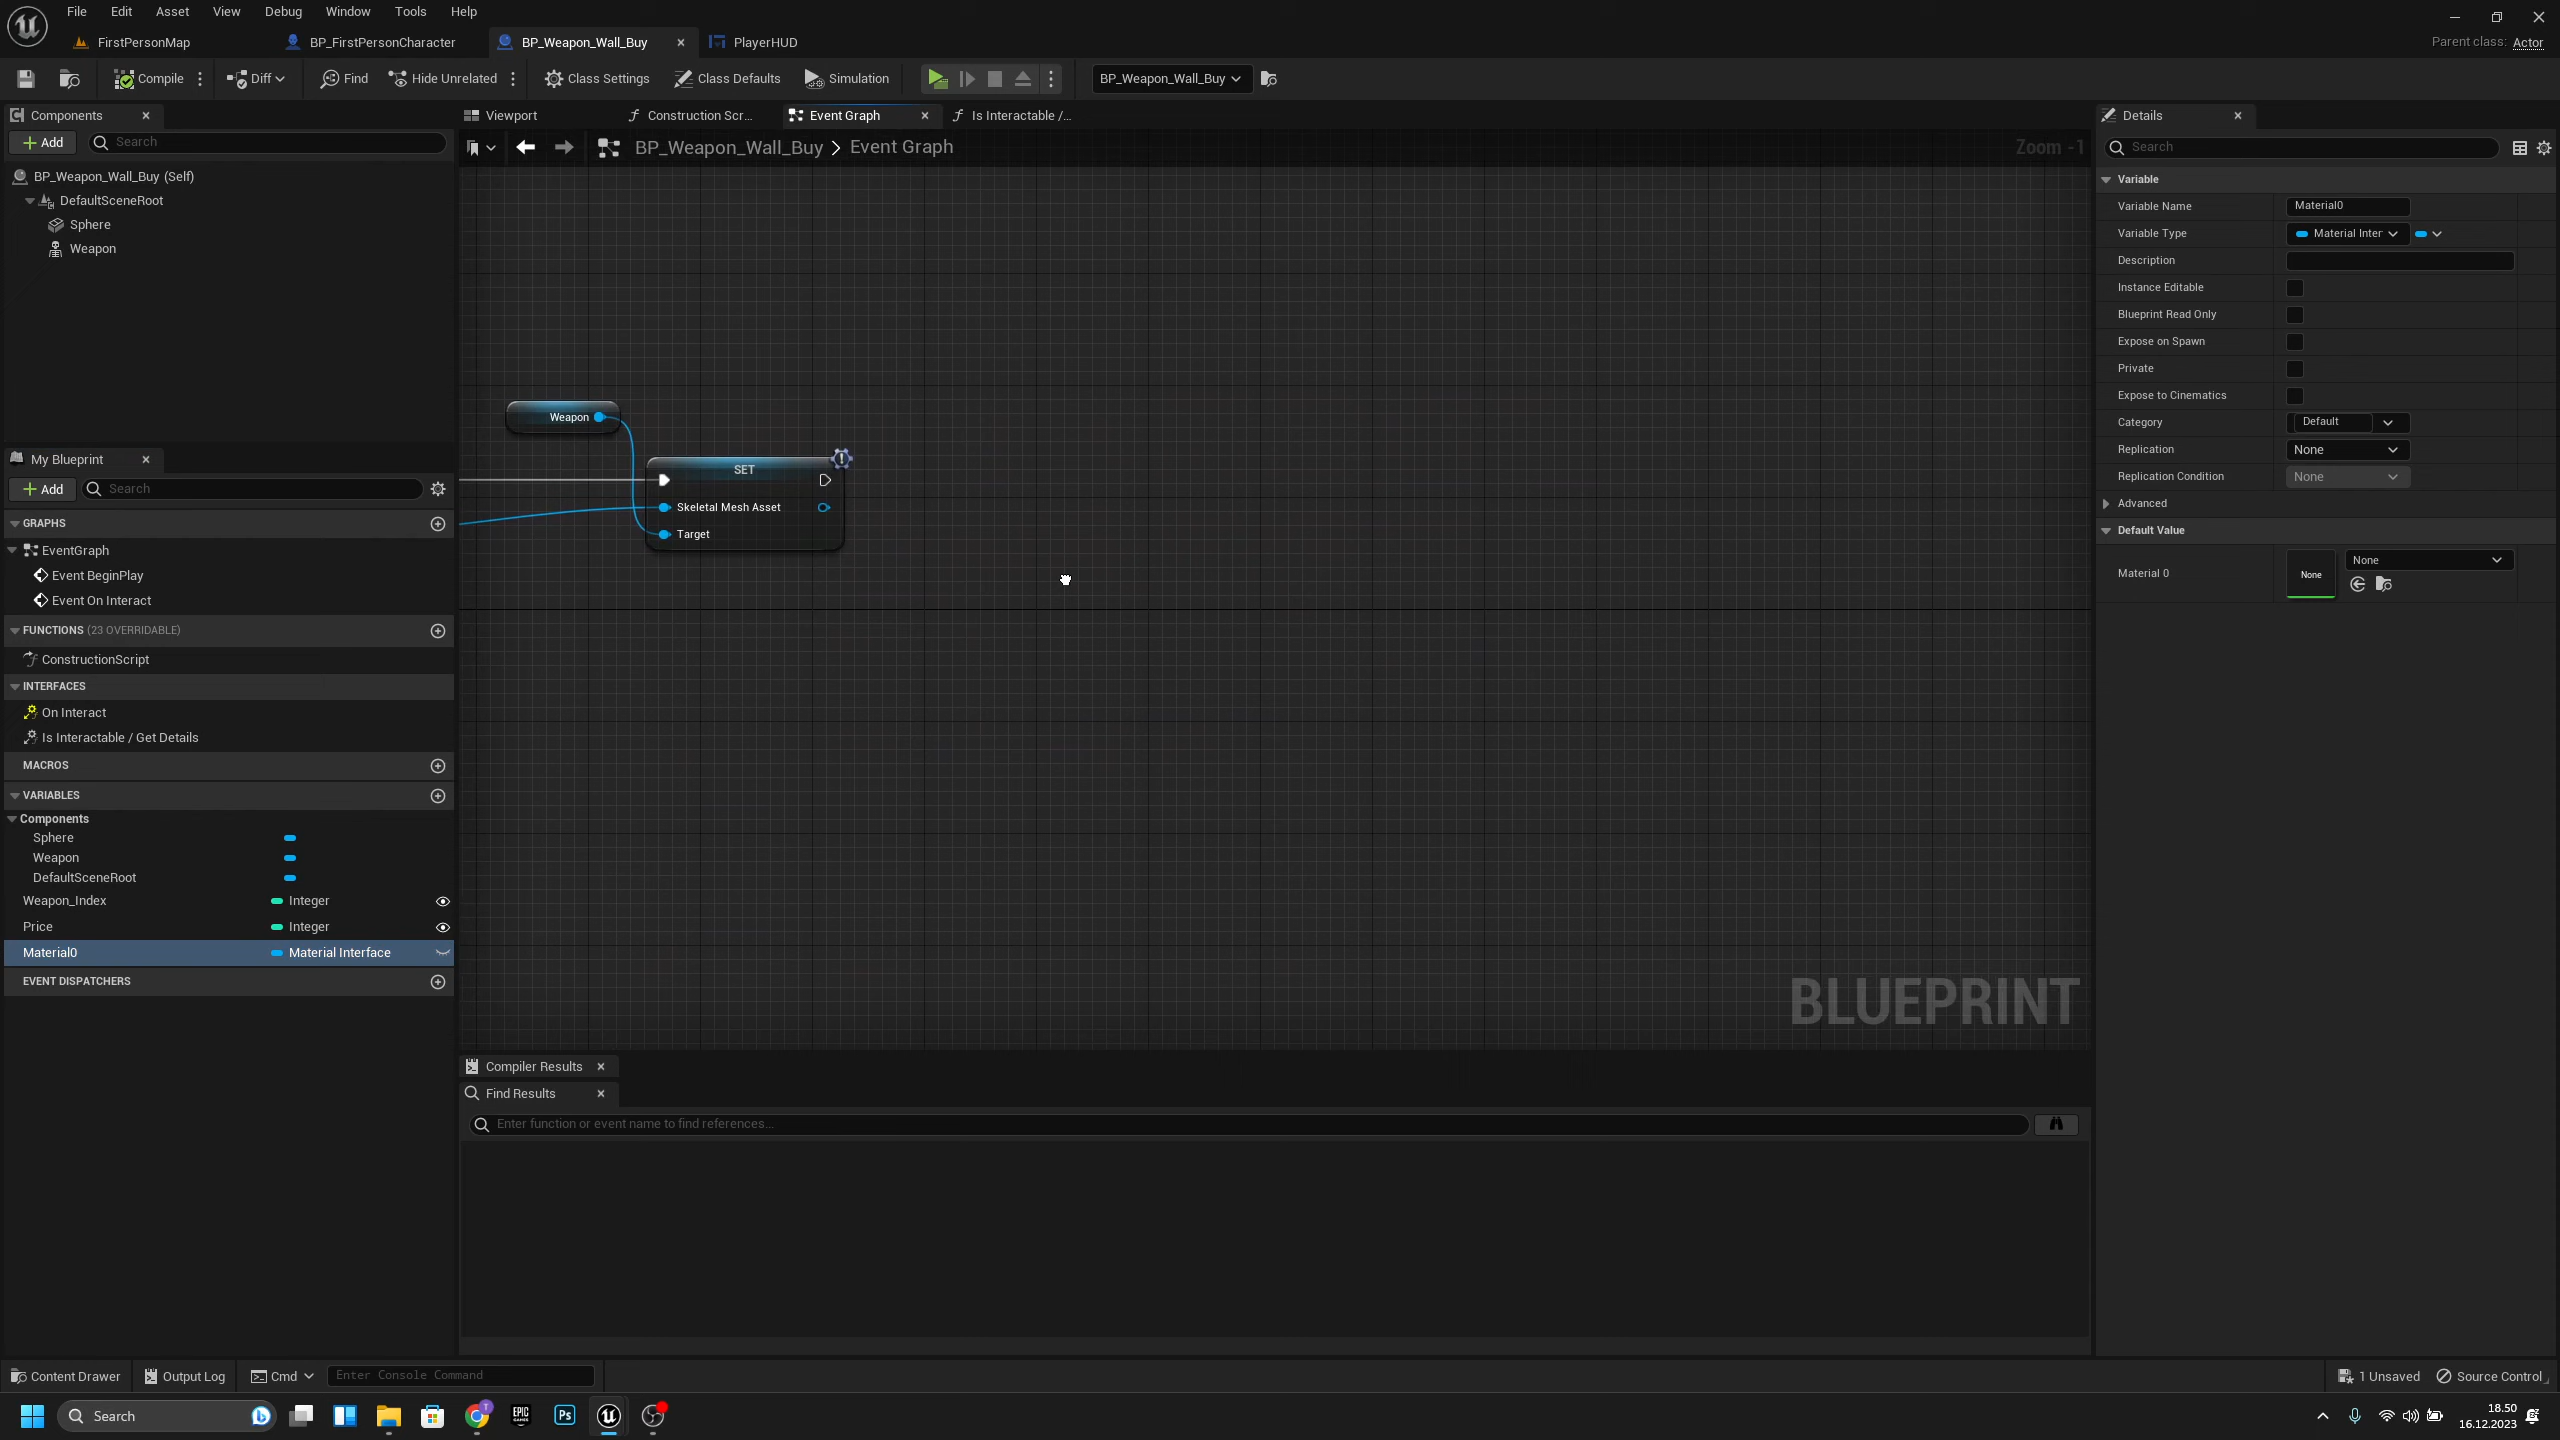 File Edit Asset View Debug Window Tools Help
FirstPersonMap BP_FirstPersonCharacter BP_Weapon_Wall_Buy PlayerHUD Parent class: Actor
Compile Diff Find Hide Unrelated Class Settings Class Defaults Simulation BP_Weapon_Wall_Buy
Components Viewport Construction Scr... Event Graph Is Interactable /... Details
Add Search
BP_Weapon_Wall_Buy > Event Graph Zoom -1
Search
BP_Weapon_Wall_Buy (Self)
DefaultSceneRoot
Sphere
Weapon
Variable
Variable Name Material0
Variable Type Material Inter
Description
Instance Editable
Blueprint Read Only
Expose on Spawn
Private
Expose to Cinematics
Category Default
Replication None
Replication Condition None
Advanced
Default Value
Material 0 None None
Weapon
SET
Skeletal Mesh Asset
Target
My Blueprint
Add Search
GRAPHS
EventGraph
Event BeginPlay
Event On Interact
FUNCTIONS (23 OVERRIDABLE)
ConstructionScript
INTERFACES
On Interact
Is Interactable / Get Details
MACROS
VARIABLES
Components
Sphere
Weapon
DefaultSceneRoot
Weapon_Index Integer
Price Integer
Material0 Material Interface
EVENT DISPATCHERS
BLUEPRINT
Compiler Results
Find Results
Enter function or event name to find references...
Content Drawer Output Log Cmd Enter Console Command 1 Unsaved Source Control
Search T EPIC GAMES Ps 18.50
16.12.2023